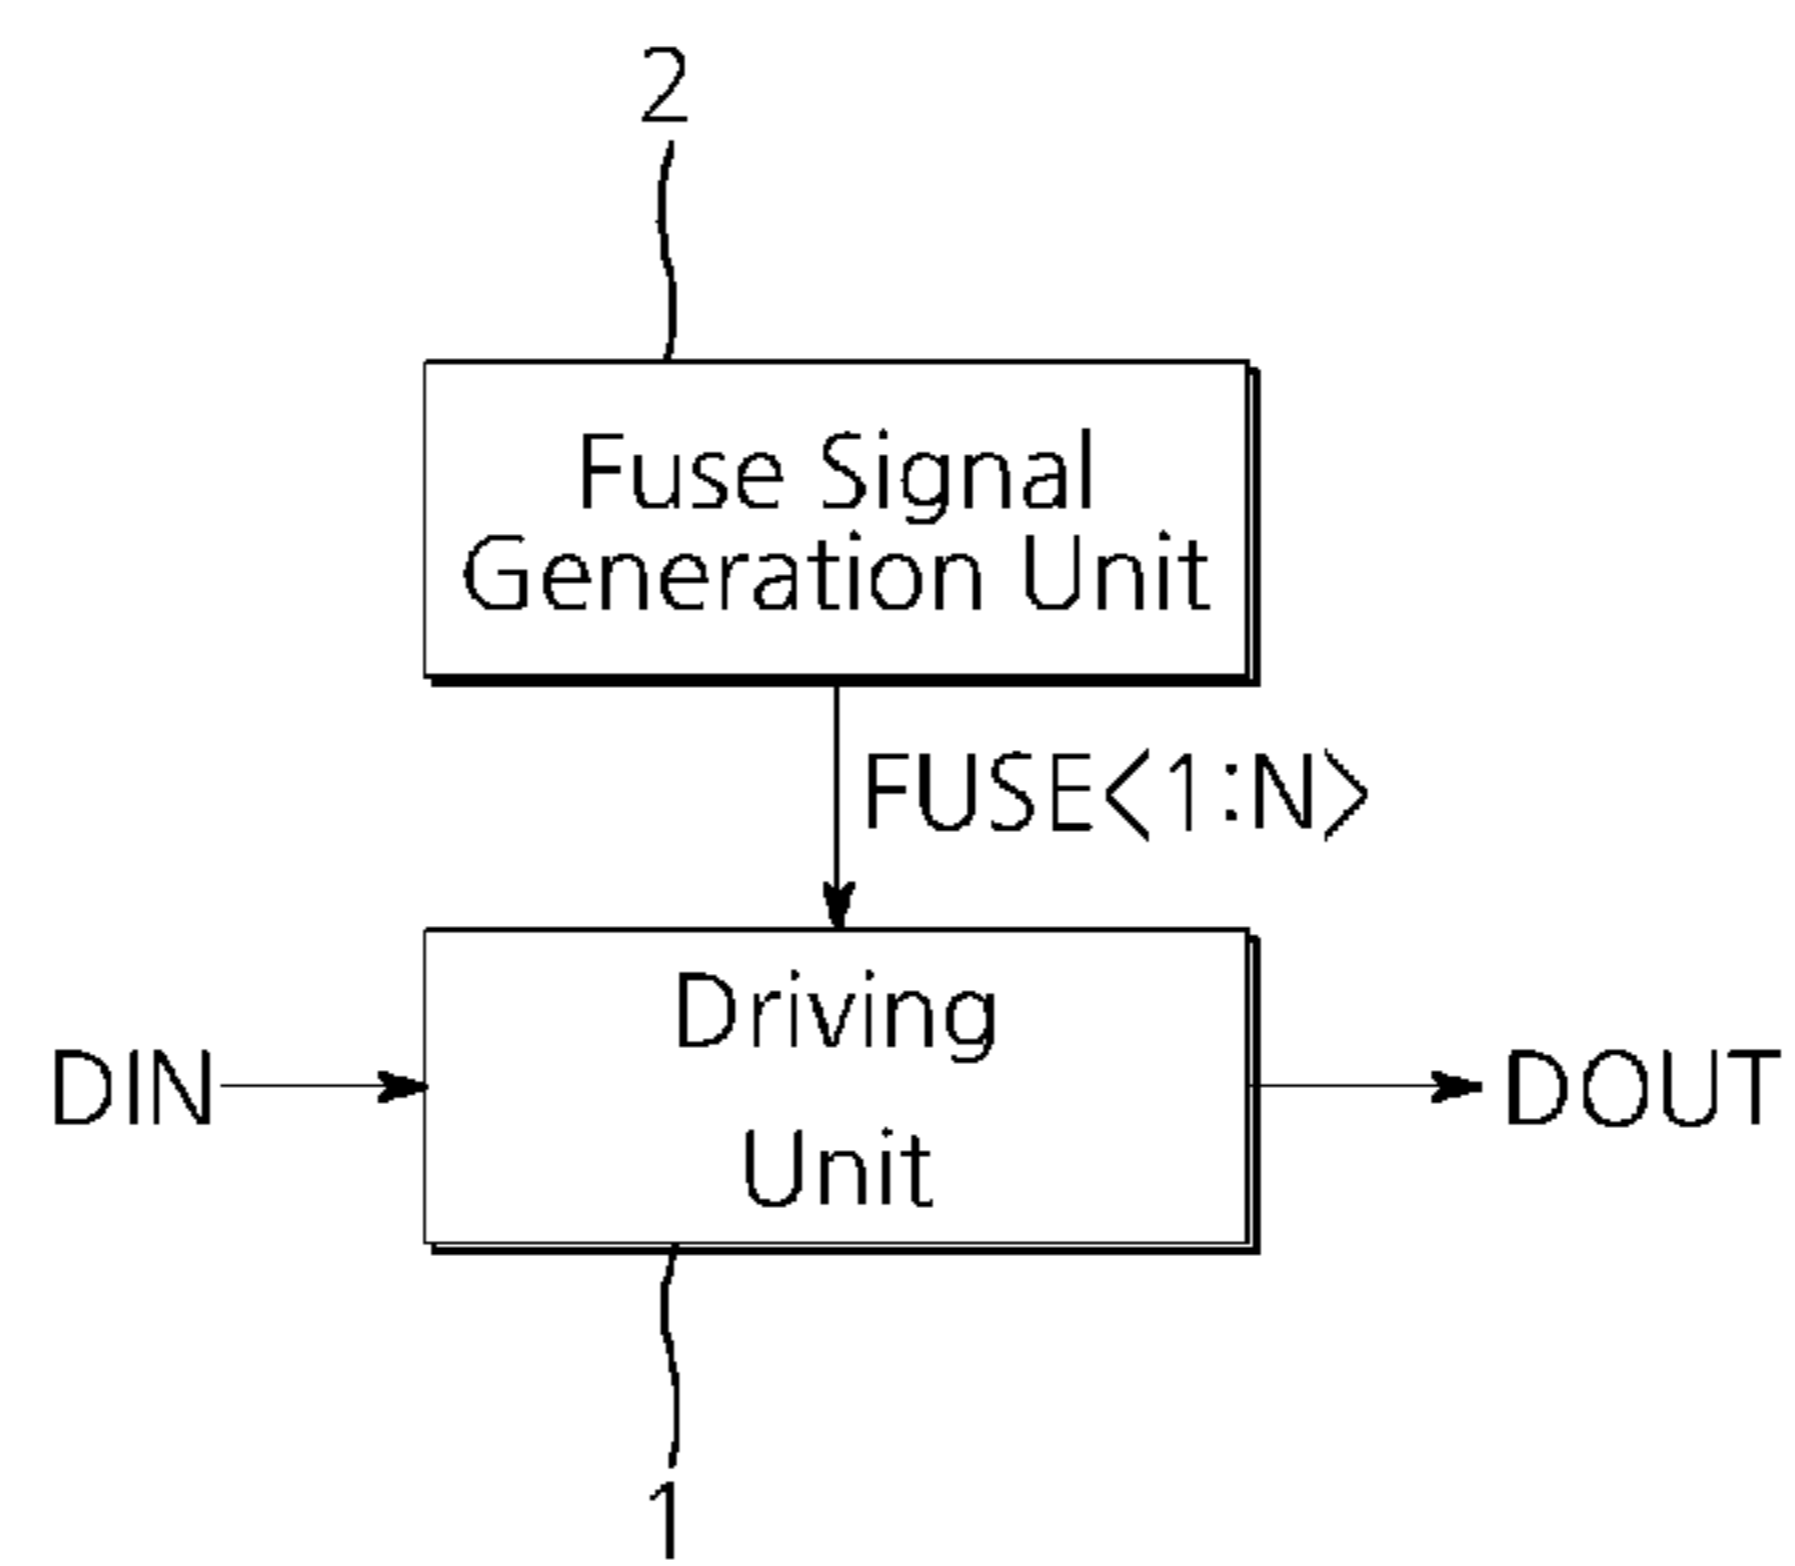 2
Fuse Signal
Generation Unit
FUSE<1:N>
Driving
DIN
DOUT
Unit
1